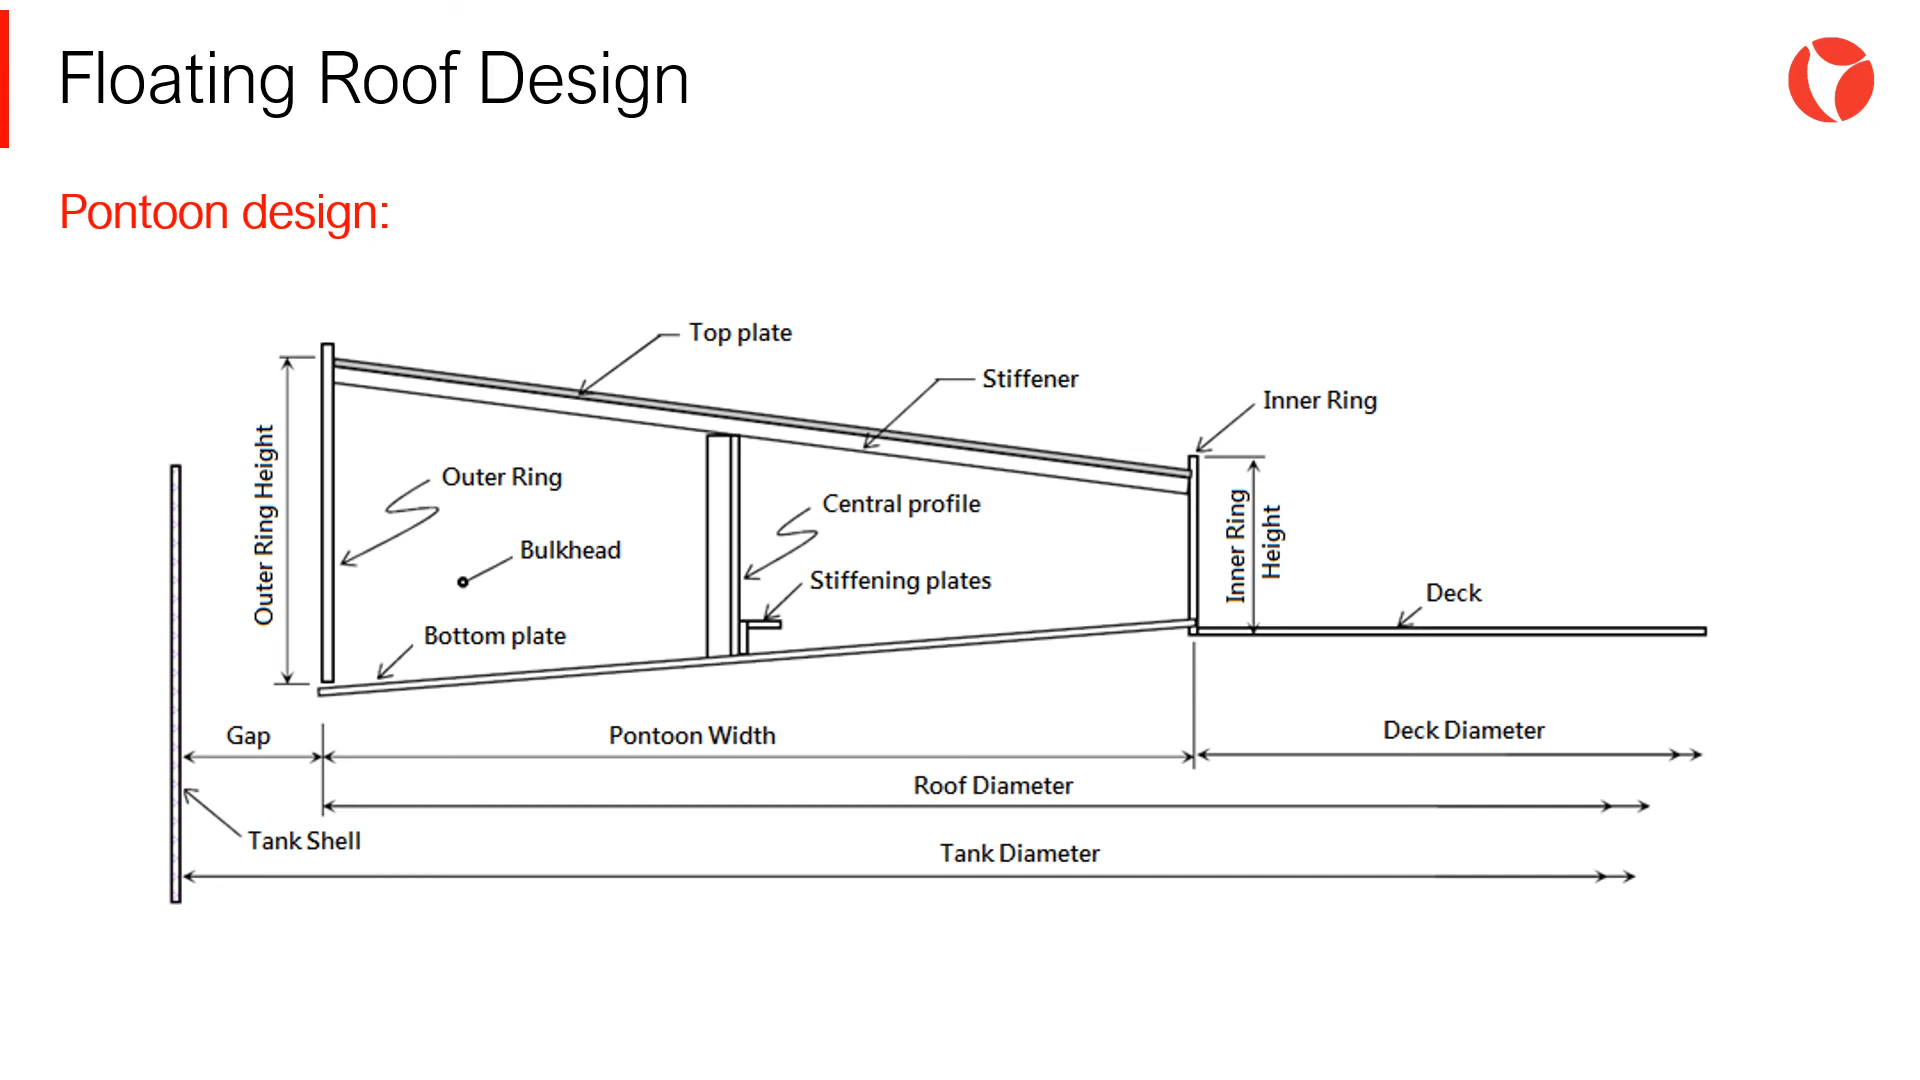 Floating Roof Design
Pontoon design:
Top plate
Stiffener
Inner Ring
Outer Ring Height
Outer Ring
Central profile
Inner Ring
Height
Bulkhead
Stiffening plates
Deck
Bottom plate
Gap
Pontoon Width
Deck Diameter
Roof Diameter
Tank Shell
Tank Diameter